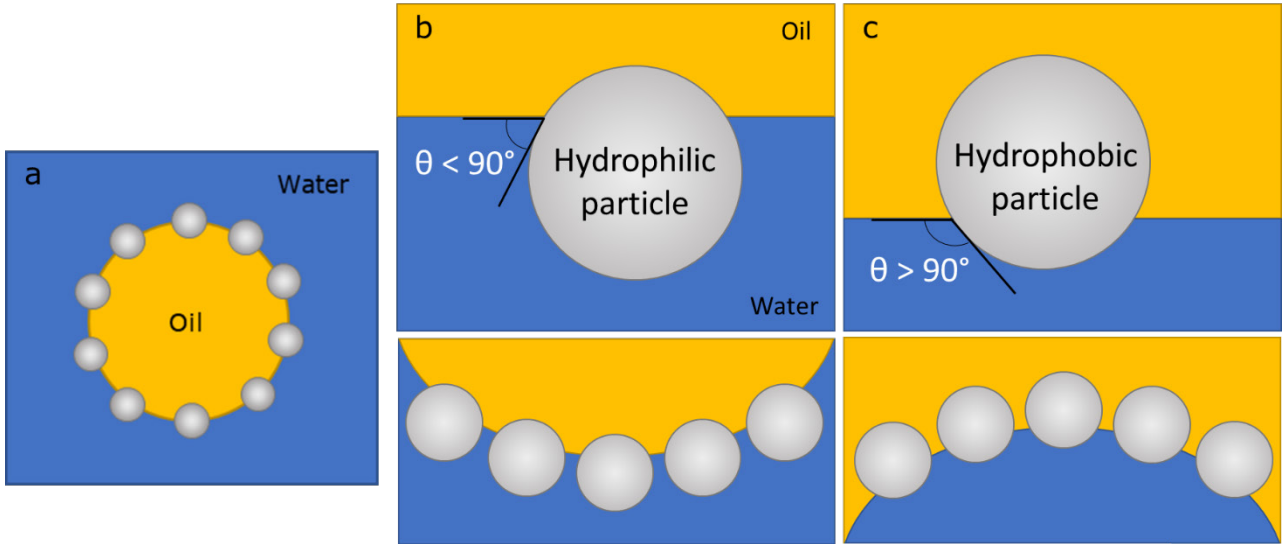 a
Water
Oil
b
Oil
θ < 90°
Hydrophilic
particle
Water
c
Hydrophobic
particle
θ > 90°